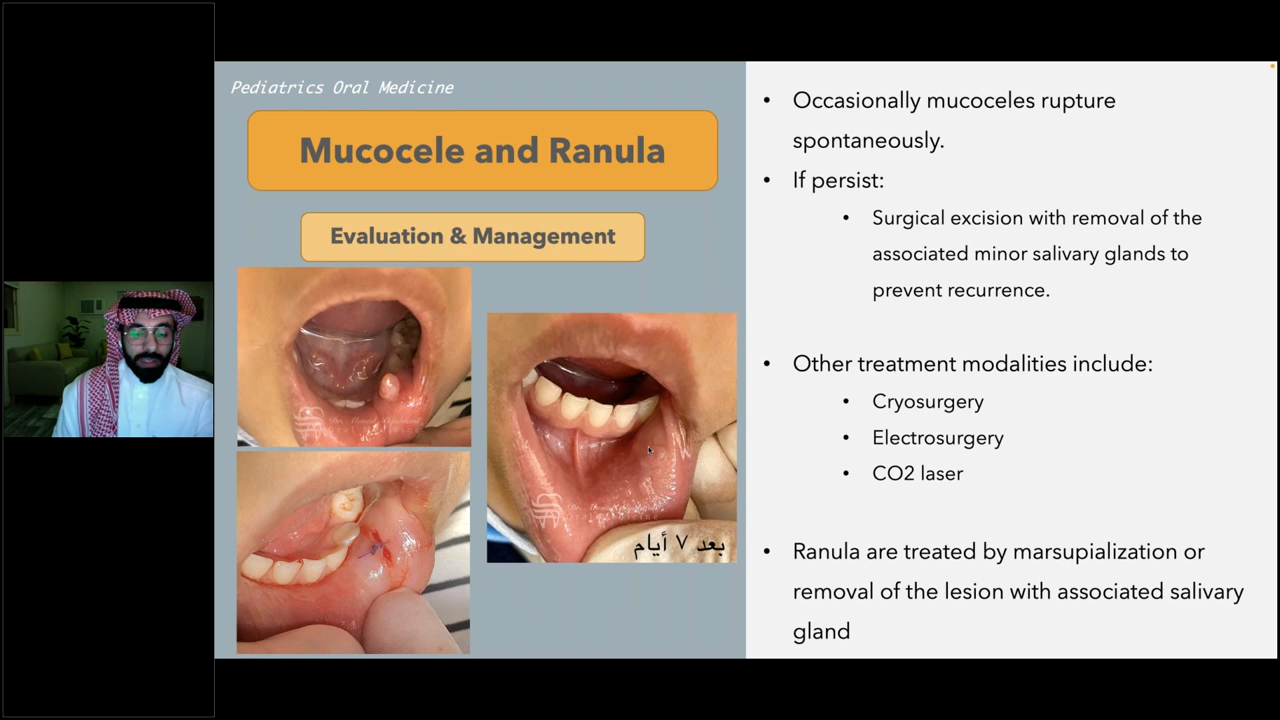 Pediatrics Oral Medicine
Mucocele and Ranula
Evaluation & Management
بعد ٧ أيام
• Occasionally mucoceles rupture
spontaneously.
• If persist:
• Surgical excision with removal of the
associated minor salivary glands to
prevent recurrence.
• Other treatment modalities include:
• Cryosurgery
• Electrosurgery
• CO2 laser
• Ranula are treated by marsupialization or
removal of the lesion with associated salivary
gland